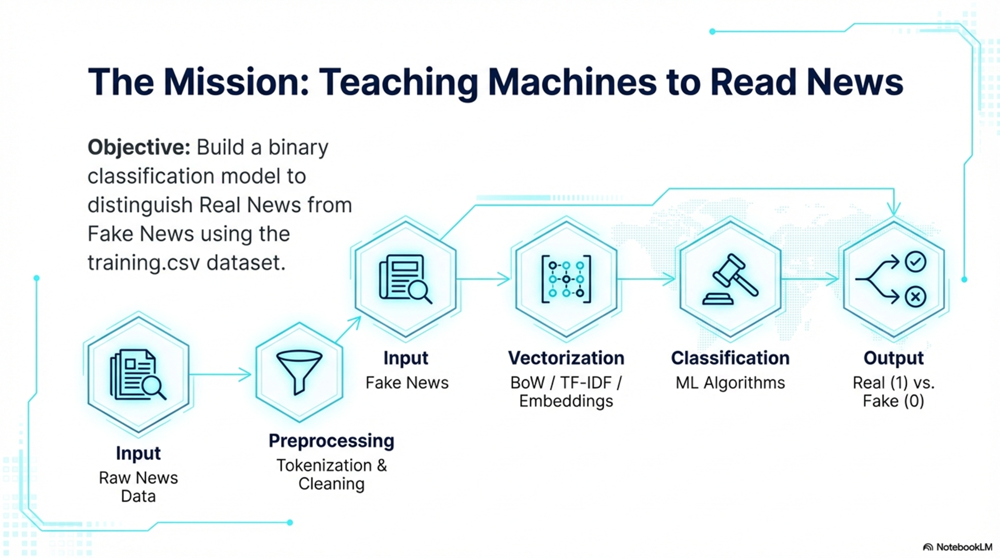 The Mission: Teaching Machines to Read News
Objective: Build a binary
classification model to
distinguish Real News from
Fake News using the
training.csv dataset.
Input
Raw News
Data
Preprocessing
Tokenization &
Cleaning
Input
Fake News
Vectorization
BoW / TF-IDF /
Embeddings
Classification
ML Algorithms
Output
Real (1) vs.
Fake (0)
NotebookLM